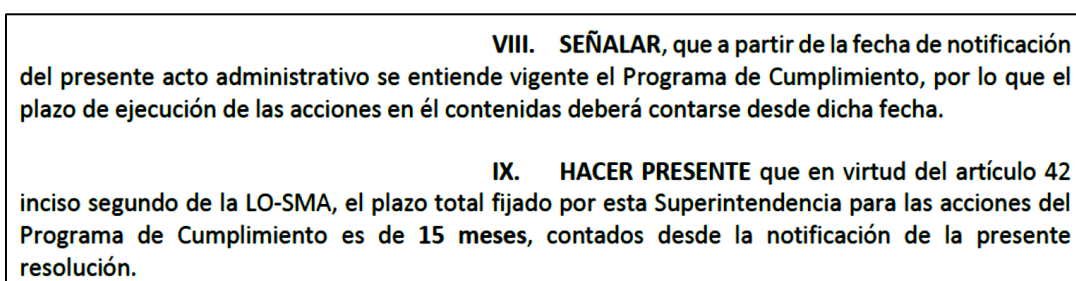 VIII. SEÑALAR, que a partir de la fecha de notificación
del presente acto administrativo se entiende vigente el Programa de Cumplimiento, por lo que el
plazo de ejecución de las acciones en él contenidas deberá contarse desde dicha fecha.
IX. HACER PRESENTE que en virtud del artículo 42
inciso segundo de la LO-SMA, el plazo total fijado por esta Superintendencia para las acciones del
Programa de Cumplimiento es de 15 meses, contados desde la notificación de la presente
resolución.